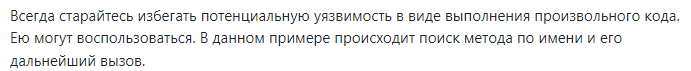 Всегда старайтесь избегать потенциальную уязвимость в виде выполнения произвольного кода.
Ею могут воспользоваться. В данном примере происходит поиск метода по имени и его
дальнейший вызов.